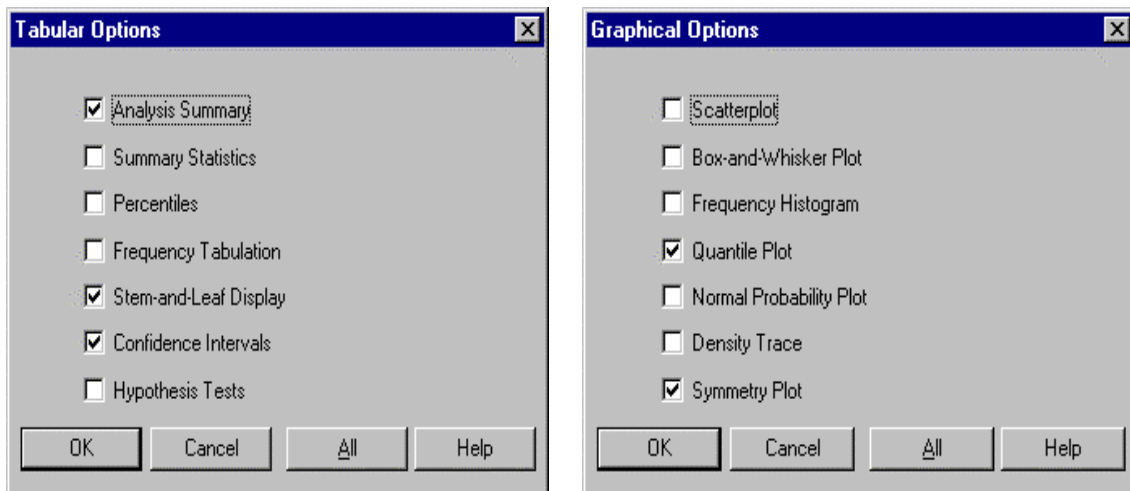 Tabular Options
Analysis Summary
Summary Statistics
Percentiles
Frequency Tabulation
Stem-and-Leaf Display
Confidence Intervals
Hypothesis Tests
OK Cancel All Help
Graphical Options
Scatterplot
Box-and-Whisker Plot
Frequency Histogram
Quantile Plot
Normal Probability Plot
Density Trace
Symmetry Plot
OK Cancel All Help